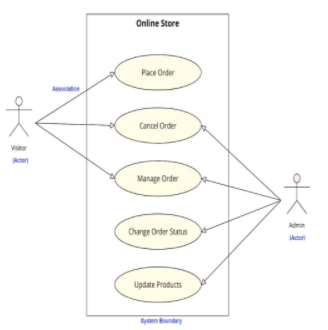 Online Store
Place Order
Association
Cancel Order
Visitor
(Actor)
Manage Order
Admin
(Actor)
Change Order Status
Update Products
System Boundary